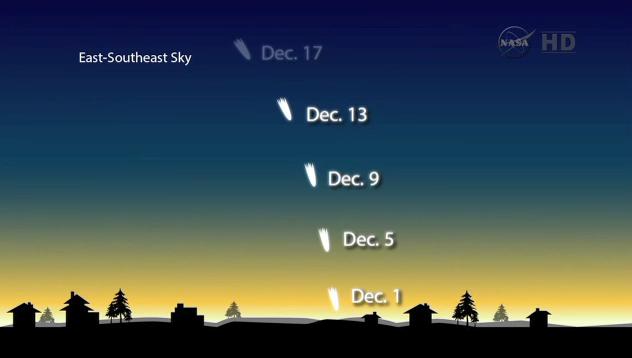 NASA HD
East-Southeast Sky
Dec. 17
Dec. 13
Dec. 9
Dec. 5
Dec. 1